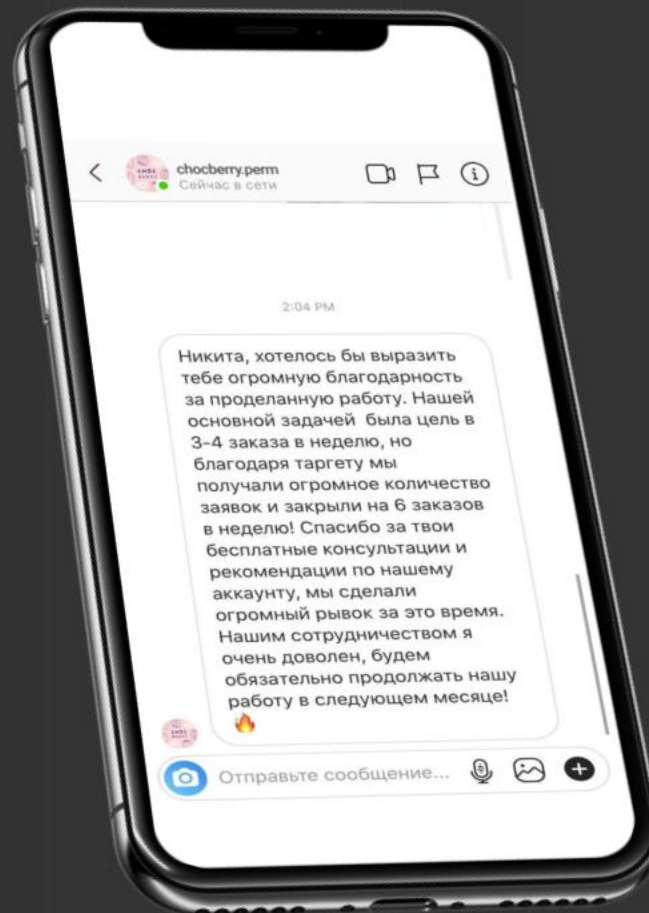 chocberry.perm
Сейчас в сети
2:04 PM
Никита, хотелось бы выразить
тебе огромную благодарность
за проделанную работу. Нашей
основной задачей была цель в
3-4 заказа в неделю, но
благодаря таргету мы
получали огромное количество
заявок и закрыли на 6 заказов
в неделю! Спасибо за твои
бесплатные консультации и
рекомендации по нашему
аккаунту, мы сделали
огромный рывок за это время.
Нашим сотрудничеством я
очень доволен, будем
обязательно продолжать нашу
работу в следующем месяце!
🔥
Отправьте сообщение...